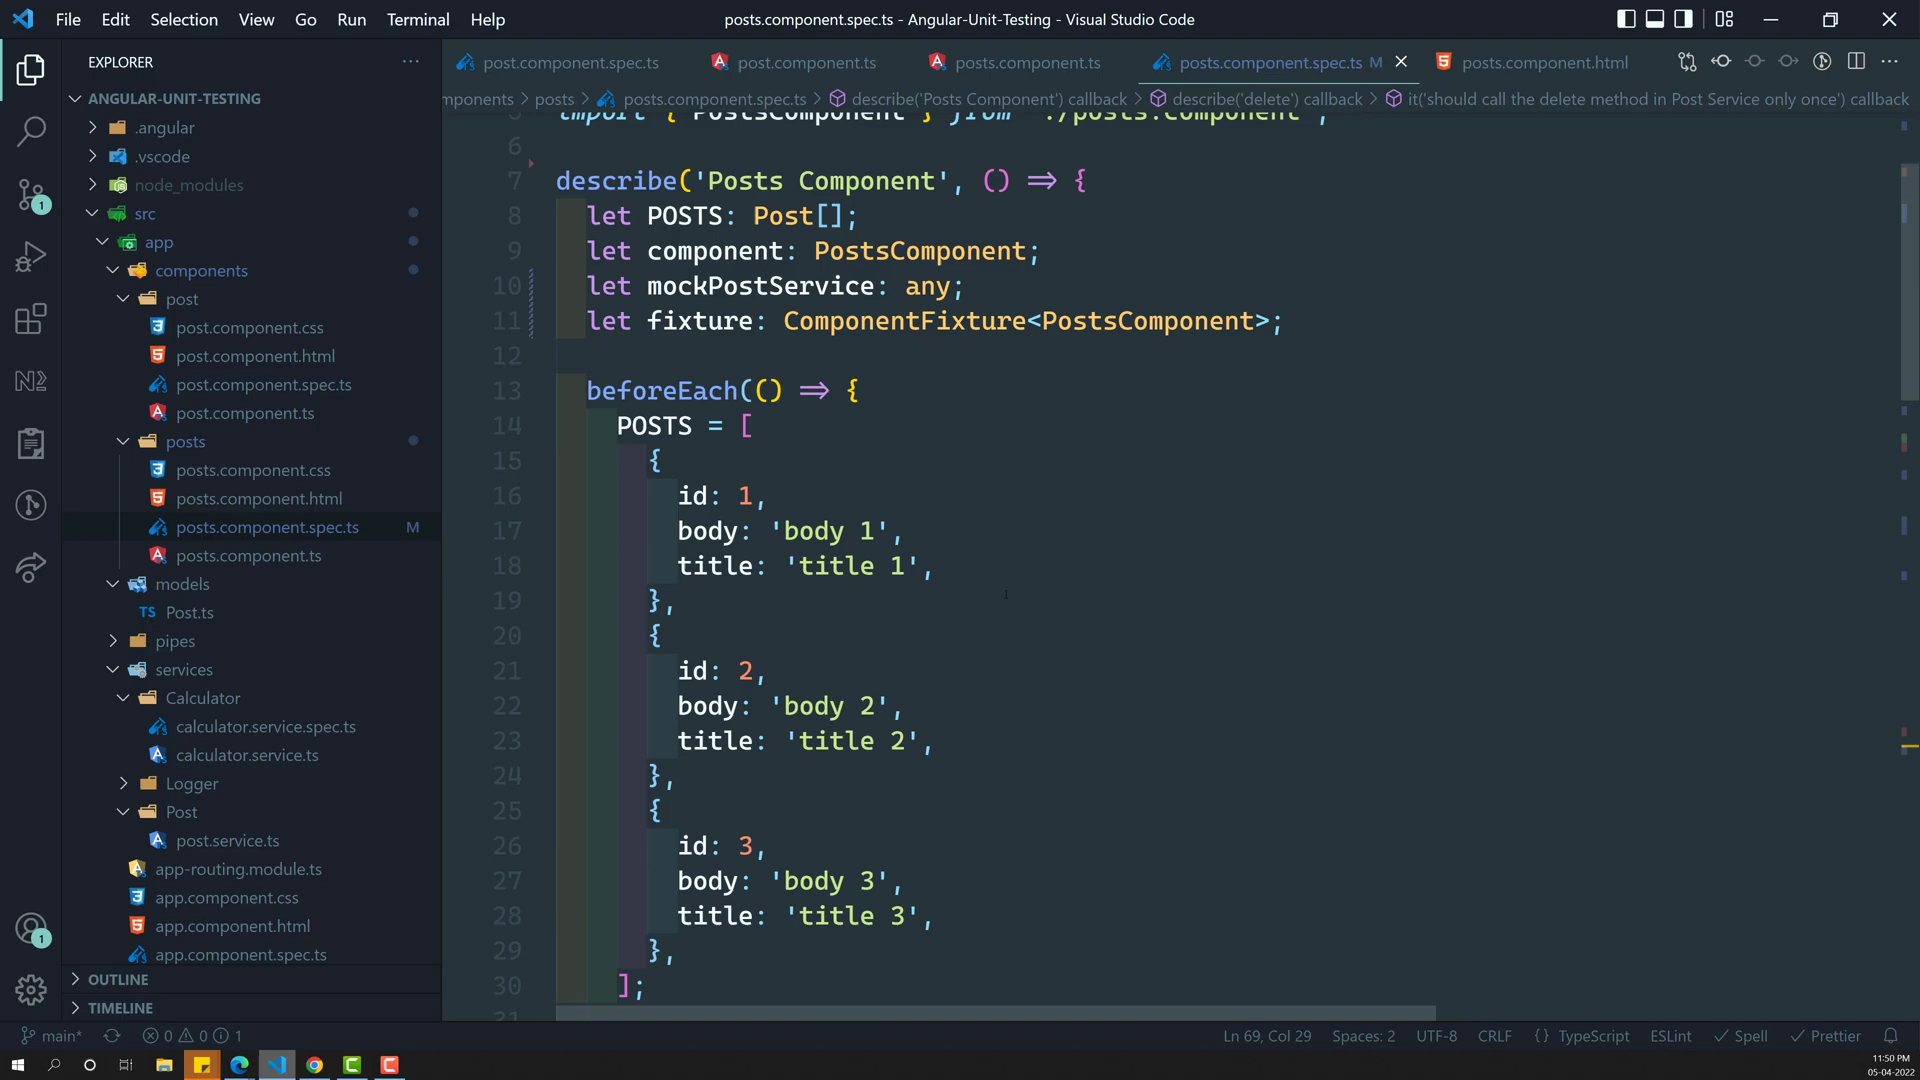 File Edit Selection View Go Run Terminal Help
posts.component.spec.ts - Angular-Unit-Testing - Visual Studio Code
EXPLORER
post.component.spec.ts post.component.ts posts.component.ts posts.component.spec.ts M posts.component.html
mponents > posts > posts.component.spec.ts > describe('Posts Component') callback > describe('delete') callback > it('should call the delete method in Post Service only once') callback
ANGULAR-UNIT-TESTING
.angular
.vscode
node_modules
src
app
components
post
post.component.css
post.component.html
post.component.spec.ts
post.component.ts
posts
posts.component.css
posts.component.html
posts.component.spec.ts M
posts.component.ts
models
TS Post.ts
pipes
services
Calculator
calculator.service.spec.ts
calculator.service.ts
Logger
Post
post.service.ts
app-routing.module.ts
app.component.css
app.component.html
app.component.spec.ts
OUTLINE
TIMELINE
import { PostsComponent } from './posts.component';
6
7 describe('Posts Component', () => {
8 let POSTS: Post[];
9 let component: PostsComponent;
10 let mockPostService: any;
11 let fixture: ComponentFixture<PostsComponent>;
12
13 beforeEach(() => {
14 POSTS = [
15 {
16 id: 1,
17 body: 'body 1',
18 title: 'title 1',
19 },
20 {
21 id: 2,
22 body: 'body 2',
23 title: 'title 2',
24 },
25 {
26 id: 3,
27 body: 'body 3',
28 title: 'title 3',
29 },
30 ];
31
1
1
main* 0 0 1
Ln 69, Col 29 Spaces: 2 UTF-8 CRLF {} TypeScript ESLint Spell Prettier
11:50 PM
05-04-2022